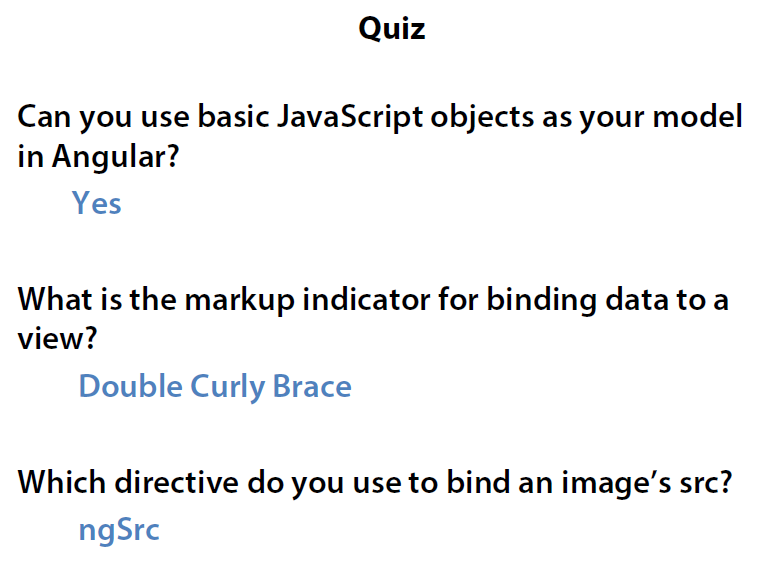 Quiz
Can you use basic JavaScript objects as your model
in Angular?
Yes
What is the markup indicator for binding data to a
view?
Double Curly Brace
Which directive do you use to bind an image’s src?
ngSrc